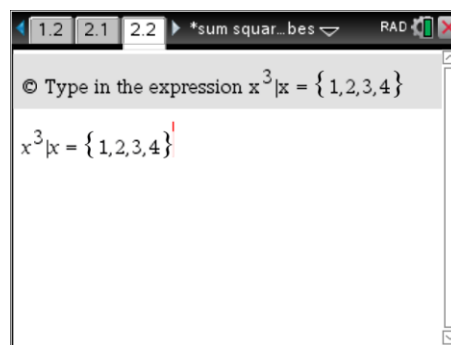 1.2 2.1 2.2 *sum squar...bes RAD
© Type in the expression x³|x = {1,2,3,4}
x³|x = {1,2,3,4}